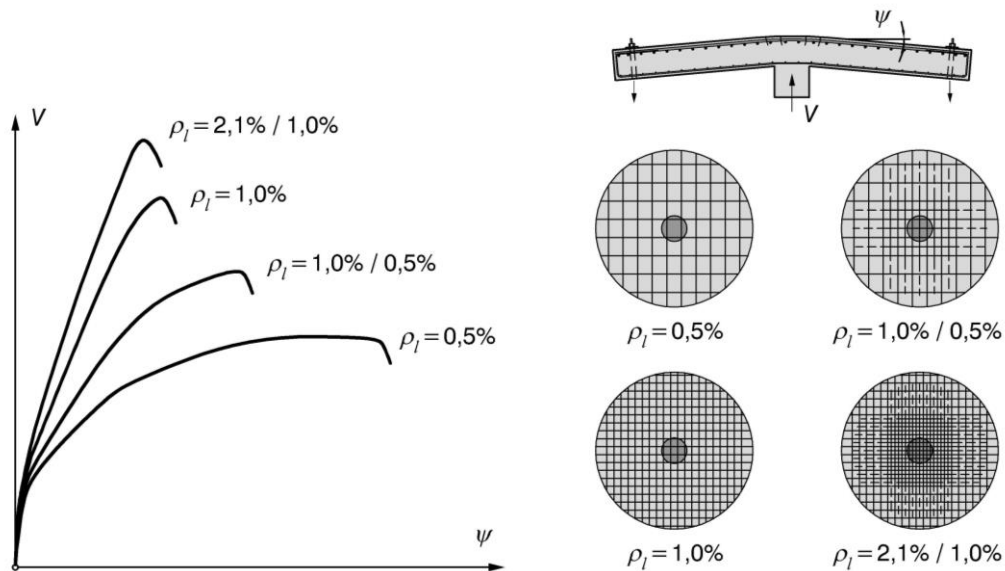 V
ρl = 2,1% / 1,0%
ρl = 1,0%
ρl = 1,0% / 0,5%
ρl = 0,5%
ψ
ψ
V
ρl = 0,5%
ρl = 1,0% / 0,5%
ρl = 1,0%
ρl = 2,1% / 1,0%